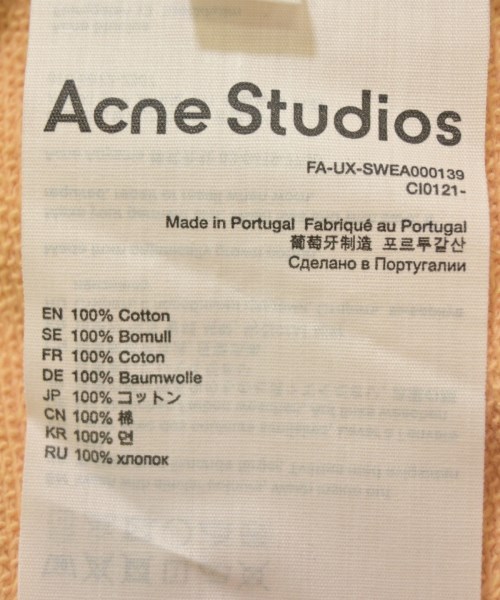 Acne Studios
FA-UX-SWEA000139
CI0121-
Made in Portugal Fabriqué au Portugal
葡萄牙制造 포르투갈산
Сделано в Португалии
EN 100% Cotton
SE 100% Bomull
FR 100% Coton
DE 100% Baumwolle
JP 100% コットン
CN 100% 棉
KR 100% 면
RU 100% хлопок